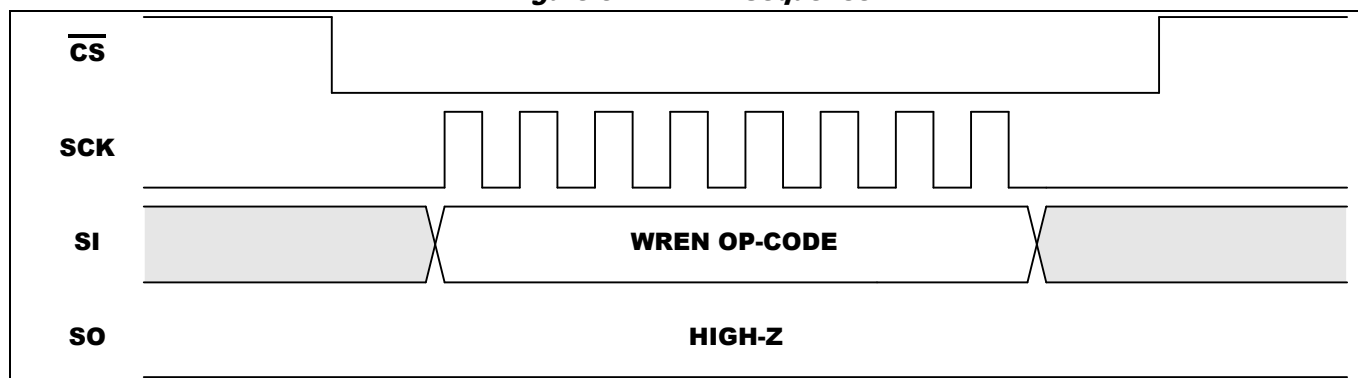 CS
SCK
SI
WREN OP-CODE
SO
HIGH-Z